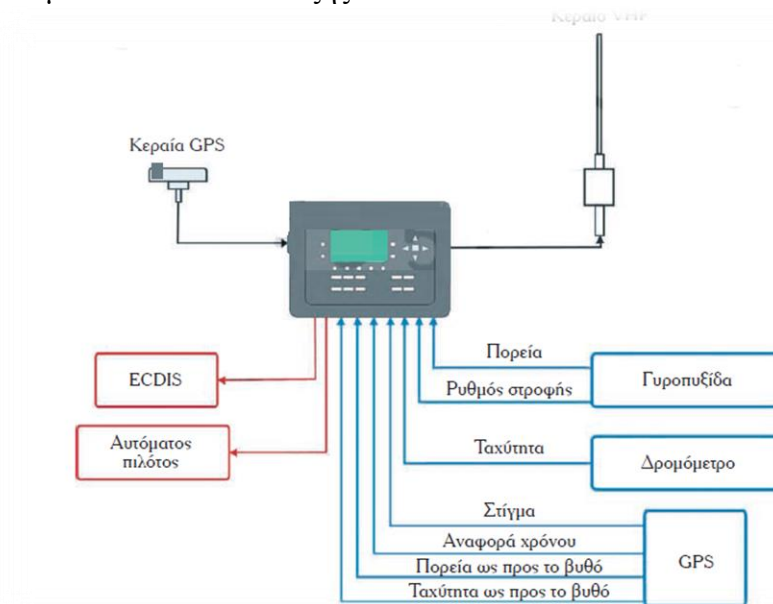 Κεραία GPS
ECDIS
Αυτόματος
πιλότος
Πορεία
Ρυθμός στροφής
Γυροπυξίδα
Ταχύτητα
Δρομόμετρο
Στίγμα
Αναφορά χρόνου
Πορεία ως προς το βυθό
Ταχύτητα ως προς το βυθό
GPS